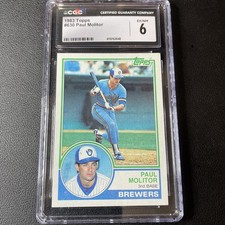 CGC
CERTIFIED GUARANTY COMPANY
1983 Topps
#630 Paul Molitor
EX/NM
6
Topps
PAUL
MOLITOR
3rd BASE
BREWERS